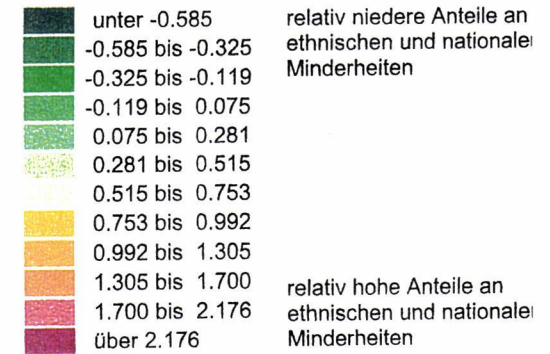 unter -0.585
-0.585 bis -0.325
-0.325 bis -0.119
-0.119 bis 0.075
0.075 bis 0.281
0.281 bis 0.515
0.515 bis 0.753
0.753 bis 0.992
0.992 bis 1.305
1.305 bis 1.700
1.700 bis 2.176
über 2.176
relativ niedere Anteile an
ethnischen und nationale
Minderheiten
relativ hohe Anteile an
ethnischen und nationale
Minderheiten